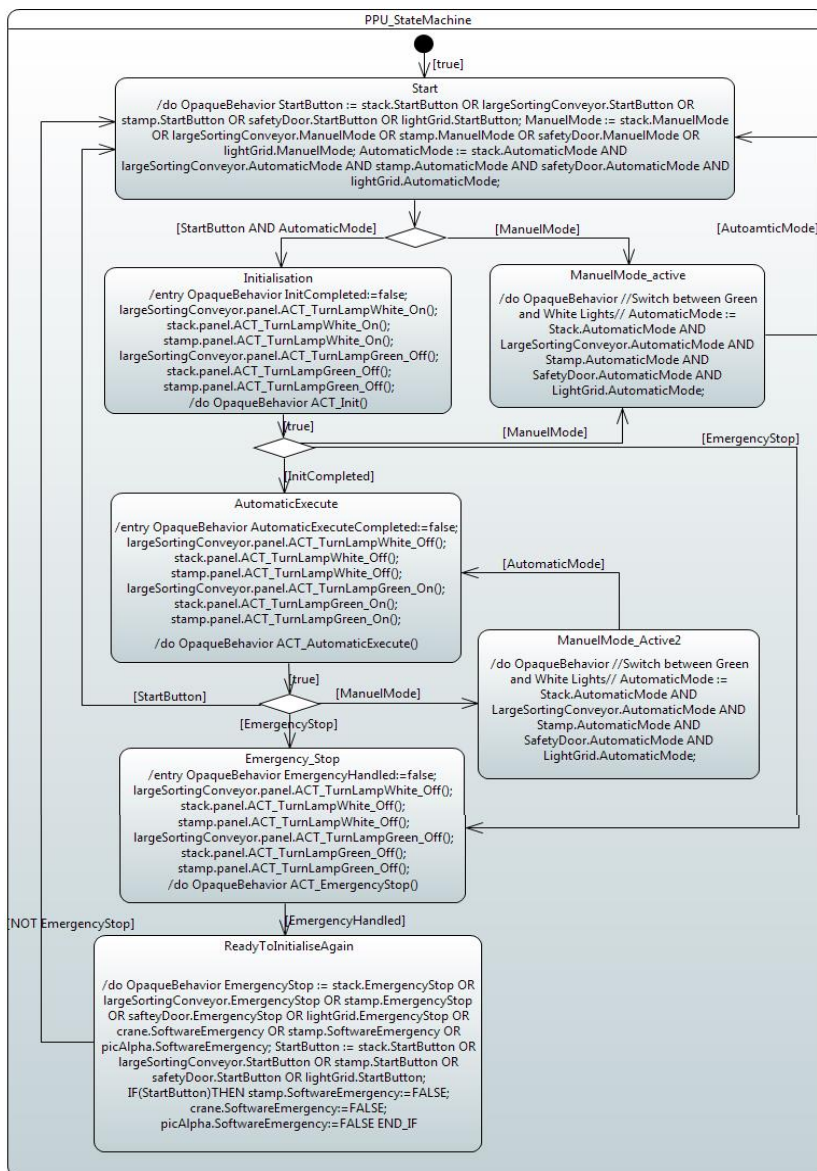 PPU_StateMachine
[true]
Start
/do OpaqueBehavior StartButton := stack.StartButton OR largeSortingConveyor.StartButton OR
stamp.StartButton OR safetyDoor.StartButton OR lightGrid.StartButton; ManuelMode := stack.ManuelMode
OR largeSortingConveyor.ManuelMode OR stamp.ManuelMode OR safetyDoor.ManuelMode OR
lightGrid.ManuelMode; AutomaticMode := stack.AutomaticMode AND
largeSortingConveyor.AutomaticMode AND stamp.AutomaticMode AND safetyDoor.AutomaticMode AND
lightGrid.AutomaticMode;
[StartButton AND AutomaticMode]
[ManuelMode]
[AutoamticMode]
Initialisation
/entry OpaqueBehavior InitCompleted:=false;
largeSortingConveyor.panel.ACT_TurnLampWhite_On();
stack.panel.ACT_TurnLampWhite_On();
stamp.panel.ACT_TurnLampWhite_On();
largeSortingConveyor.panel.ACT_TurnLampGreen_Off();
stack.panel.ACT_TurnLampGreen_Off();
stamp.panel.ACT_TurnLampGreen_Off();
/do OpaqueBehavior ACT_Init()
ManuelMode_active
/do OpaqueBehavior //Switch between Green
and White Lights// AutomaticMode :=
Stack.AutomaticMode AND
LargeSortingConveyor.AutomaticMode AND
Stamp.AutomaticMode AND
SafetyDoor.AutomaticMode AND
LightGrid.AutomaticMode;
[true]
[ManuelMode]
[EmergencyStop]
[InitCompleted]
AutomaticExecute
/entry OpaqueBehavior AutomaticExecuteCompleted:=false;
largeSortingConveyor.panel.ACT_TurnLampWhite_Off();
stack.panel.ACT_TurnLampWhite_Off();
stamp.panel.ACT_TurnLampWhite_Off();
largeSortingConveyor.panel.ACT_TurnLampGreen_On();
stack.panel.ACT_TurnLampGreen_On();
stamp.panel.ACT_TurnLampGreen_On();
/do OpaqueBehavior ACT_AutomaticExecute()
[AutomaticMode]
ManuelMode_Active2
/do OpaqueBehavior //Switch between Green
and White Lights// AutomaticMode :=
Stack.AutomaticMode AND
LargeSortingConveyor.AutomaticMode AND
Stamp.AutomaticMode AND
SafetyDoor.AutomaticMode AND
LightGrid.AutomaticMode;
[true]
[StartButton]
[ManuelMode]
[EmergencyStop]
Emergency_Stop
/entry OpaqueBehavior EmergencyHandled:=false;
largeSortingConveyor.panel.ACT_TurnLampWhite_Off();
stack.panel.ACT_TurnLampWhite_Off();
stamp.panel.ACT_TurnLampWhite_Off();
largeSortingConveyor.panel.ACT_TurnLampGreen_Off();
stack.panel.ACT_TurnLampGreen_Off();
stamp.panel.ACT_TurnLampGreen_Off();
/do OpaqueBehavior ACT_EmergencyStop()
[NOT EmergencyStop]
[EmergencyHandled]
ReadyToInitialiseAgain
/do OpaqueBehavior EmergencyStop := stack.EmergencyStop OR
largeSortingConveyor.EmergencyStop OR stamp.EmergencyStop
OR safteyDoor.EmergencyStop OR lightGrid.EmergencyStop OR
crane.SoftwareEmergency OR stamp.SoftwareEmergency OR
picAlpha.SoftwareEmergency; StartButton := stack.StartButton OR
largeSortingConveyor.StartButton OR stamp.StartButton OR
safetyDoor.StartButton OR lightGrid.StartButton;
IF(StartButton)THEN stamp.SoftwareEmergency:=FALSE;
crane.SoftwareEmergency:=FALSE;
picAlpha.SoftwareEmergency:=FALSE END_IF